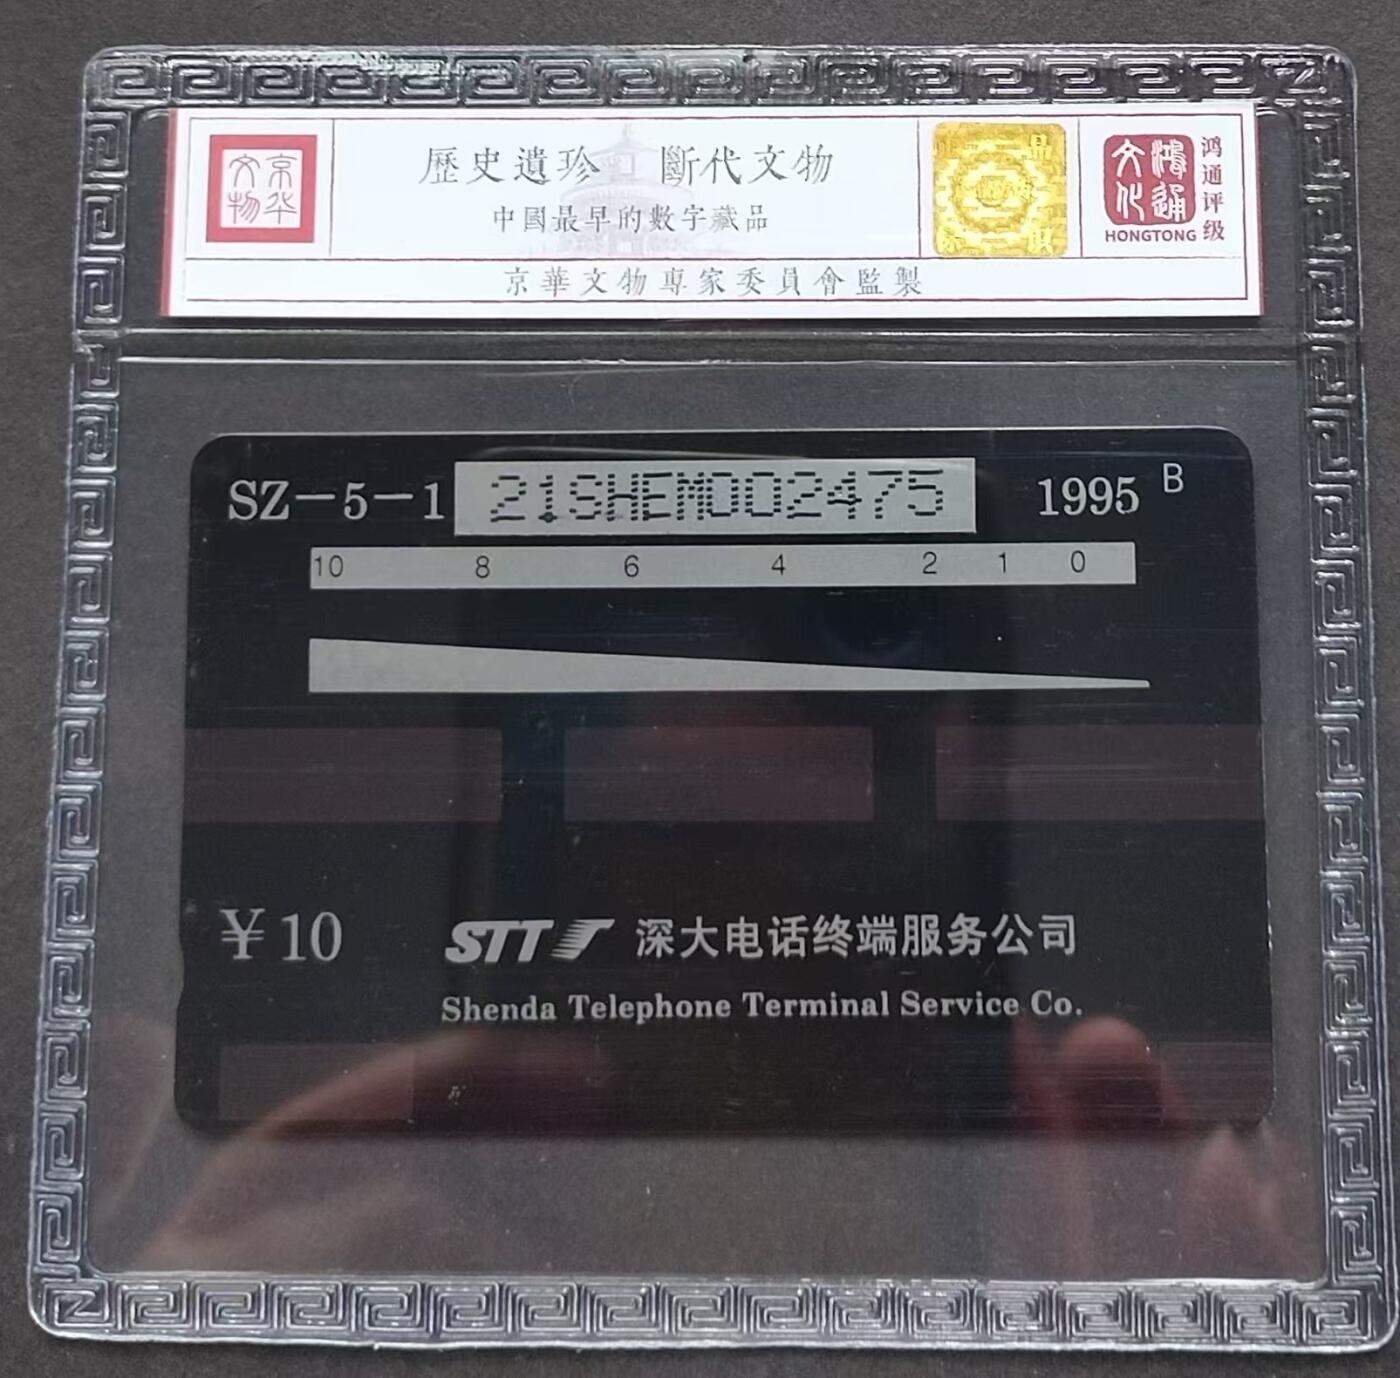 京华文物
歷史遺珍 斷代文物
中國最早的數字藏品
京華文物專家委員會監製
鴻通文化
HONGTONG
鸿通评级
SZ-5-1 21SHEM002475 1995 B
10 8 6 4 2 1 0
¥10 STT 深大电话终端服务公司
Shenda Telephone Terminal Service Co.